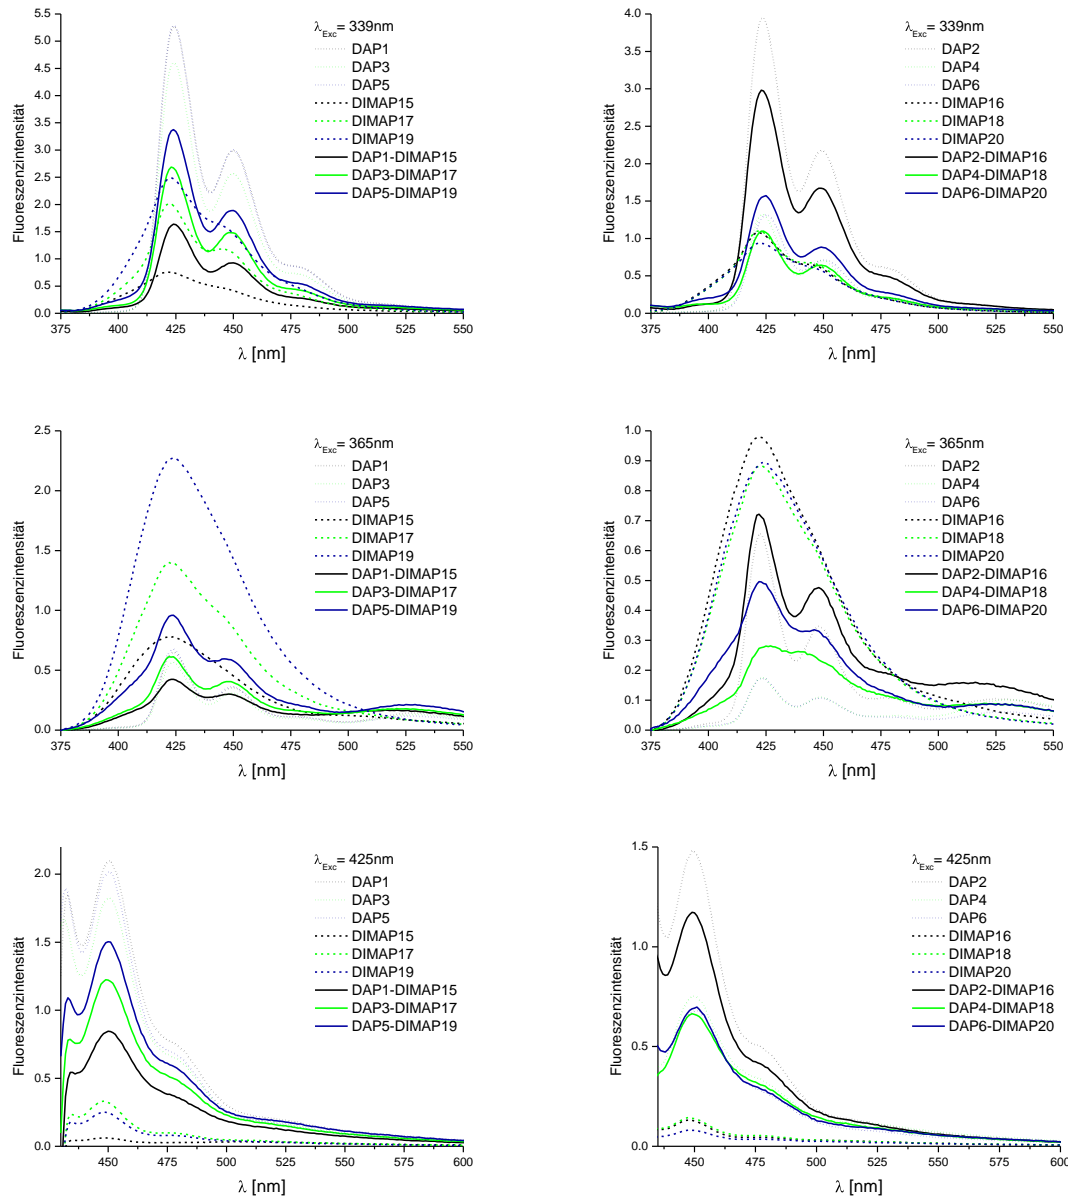 λExc= 339nm
DAP1
DAP3
DAP5
DIMAP15
DIMAP17
DIMAP19
DAP1-DIMAP15
DAP3-DIMAP17
DAP5-DIMAP19
Fluoreszenzintensität
5.5
5.0
4.5
4.0
3.5
3.0
2.5
2.0
1.5
1.0
0.5
0.0
375 400 425 450 475 500 525 550
λ [nm]
λExc= 339nm
DAP2
DAP4
DAP6
DIMAP16
DIMAP18
DIMAP20
DAP2-DIMAP16
DAP4-DIMAP18
DAP6-DIMAP20
Fluoreszenzintensität
4.0
3.5
3.0
2.5
2.0
1.5
1.0
0.5
0.0
375 400 425 450 475 500 525 550
λ [nm]
λExc= 365nm
DAP1
DAP3
DAP5
DIMAP15
DIMAP17
DIMAP19
DAP1-DIMAP15
DAP3-DIMAP17
DAP5-DIMAP19
Fluoreszenzintensität
2.5
2.0
1.5
1.0
0.5
0.0
375 400 425 450 475 500 525 550
λ [nm]
λExc= 365nm
DAP2
DAP4
DAP6
DIMAP16
DIMAP18
DIMAP20
DAP2-DIMAP16
DAP4-DIMAP18
DAP6-DIMAP20
Fluoreszenzintensität
1.0
0.9
0.8
0.7
0.6
0.5
0.4
0.3
0.2
0.1
0.0
375 400 425 450 475 500 525 550
λ [nm]
λExc= 425nm
DAP1
DAP3
DAP5
DIMAP15
DIMAP17
DIMAP19
DAP1-DIMAP15
DAP3-DIMAP17
DAP5-DIMAP19
Fluoreszenzintensität
2.0
1.5
1.0
0.5
0.0
450 475 500 525 550 575 600
λ [nm]
λExc= 425nm
DAP2
DAP4
DAP6
DIMAP16
DIMAP18
DIMAP20
DAP2-DIMAP16
DAP4-DIMAP18
DAP6-DIMAP20
Fluoreszenzintensität
1.5
1.0
0.5
0.0
450 475 500 525 550 575 600
λ [nm]